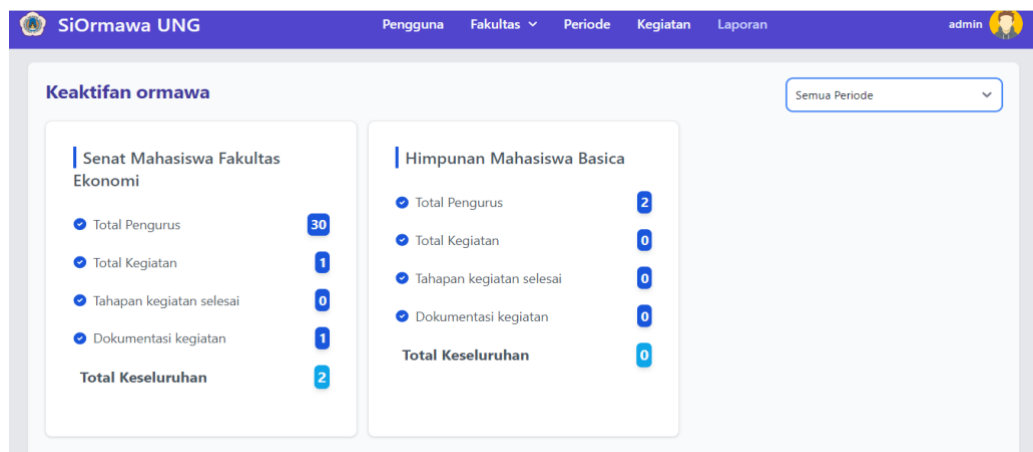 SiOrmawa UNG
Pengguna Fakultas Periode Kegiatan Laporan
admin
Keaktifan ormawa
Semua Periode
Senat Mahasiswa Fakultas
Ekonomi
Total Pengurus 30
Total Kegiatan 1
Tahapan kegiatan selesai 0
Dokumentasi kegiatan 1
Total Keseluruhan 2
Himpunan Mahasiswa Basica
Total Pengurus 2
Total Kegiatan 0
Tahapan kegiatan selesai 0
Dokumentasi kegiatan 0
Total Keseluruhan 0